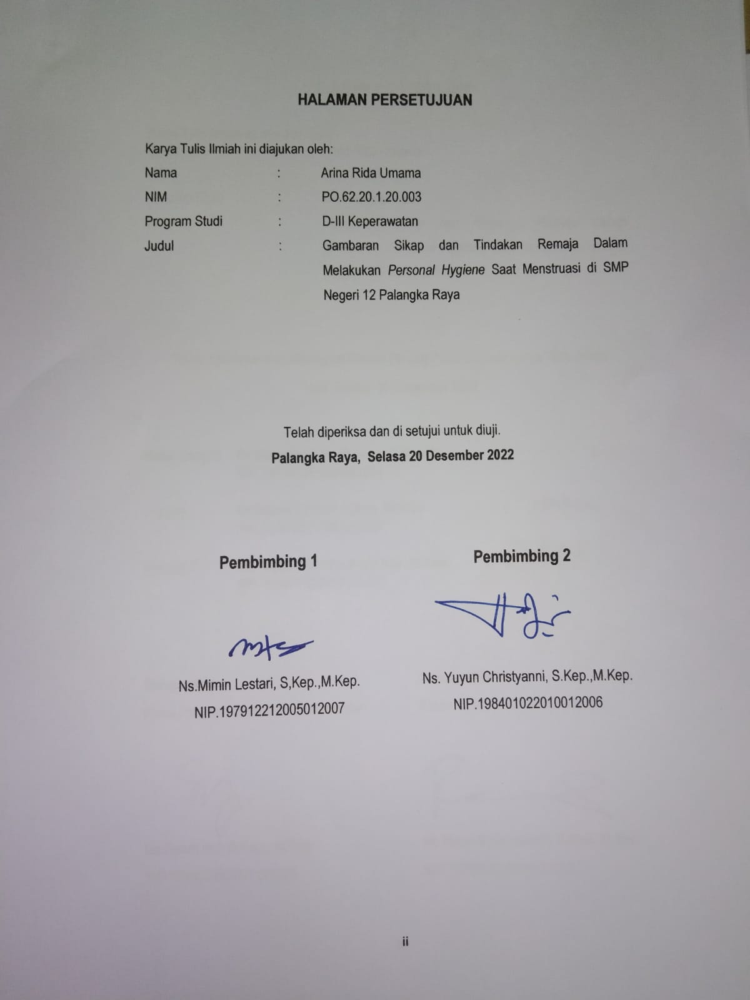 HALAMAN PERSETUJUAN
Karya Tulis Ilmiah ini diajukan oleh:
Nama : Arina Rida Umama
NIM : PO.62.20.1.20.003
Program Studi : D-III Keperawatan
Judul : Gambaran Sikap dan Tindakan Remaja Dalam
Melakukan Personal Hygiene Saat Menstruasi di SMP
Negeri 12 Palangka Raya
Telah diperiksa dan di setujui untuk diuji.
Palangka Raya, Selasa 20 Desember 2022
Pembimbing 1
Ns.Mimin Lestari, S,Kep.,M.Kep.
NIP.197912212005012007
Pembimbing 2
Ns. Yuyun Christyanni, S.Kep.,M.Kep.
NIP.198401022010012006
ii